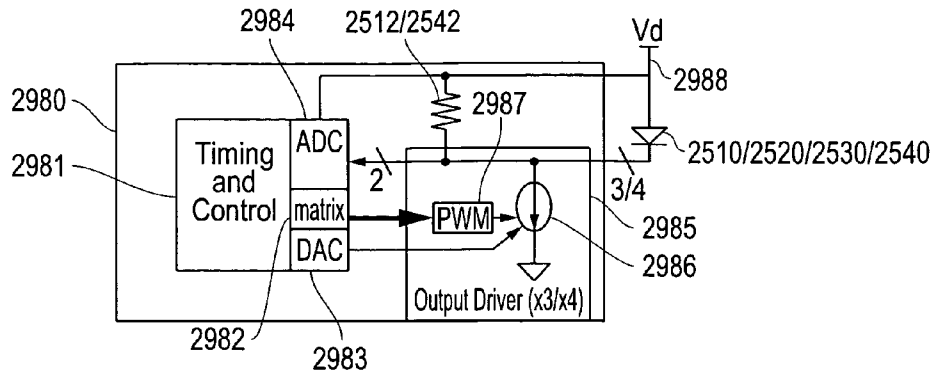 2984
2512/2542
Vd
2980
2987
2988
2981
Timing
and
Control
ADC
2
3/4
2510/2520/2530/2540
matrix
PWM
2985
DAC
2986
Output Driver (x3/x4)
2982
2983